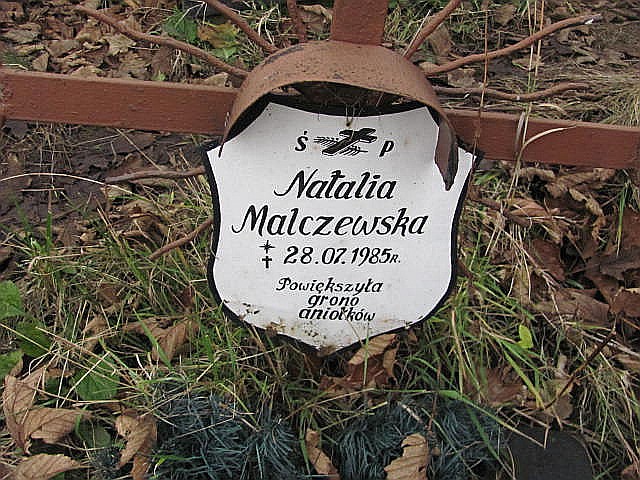 Ś P
Natalia
Malczewska
* † 28.07.1985R.
Powiększyła
grono
aniołków